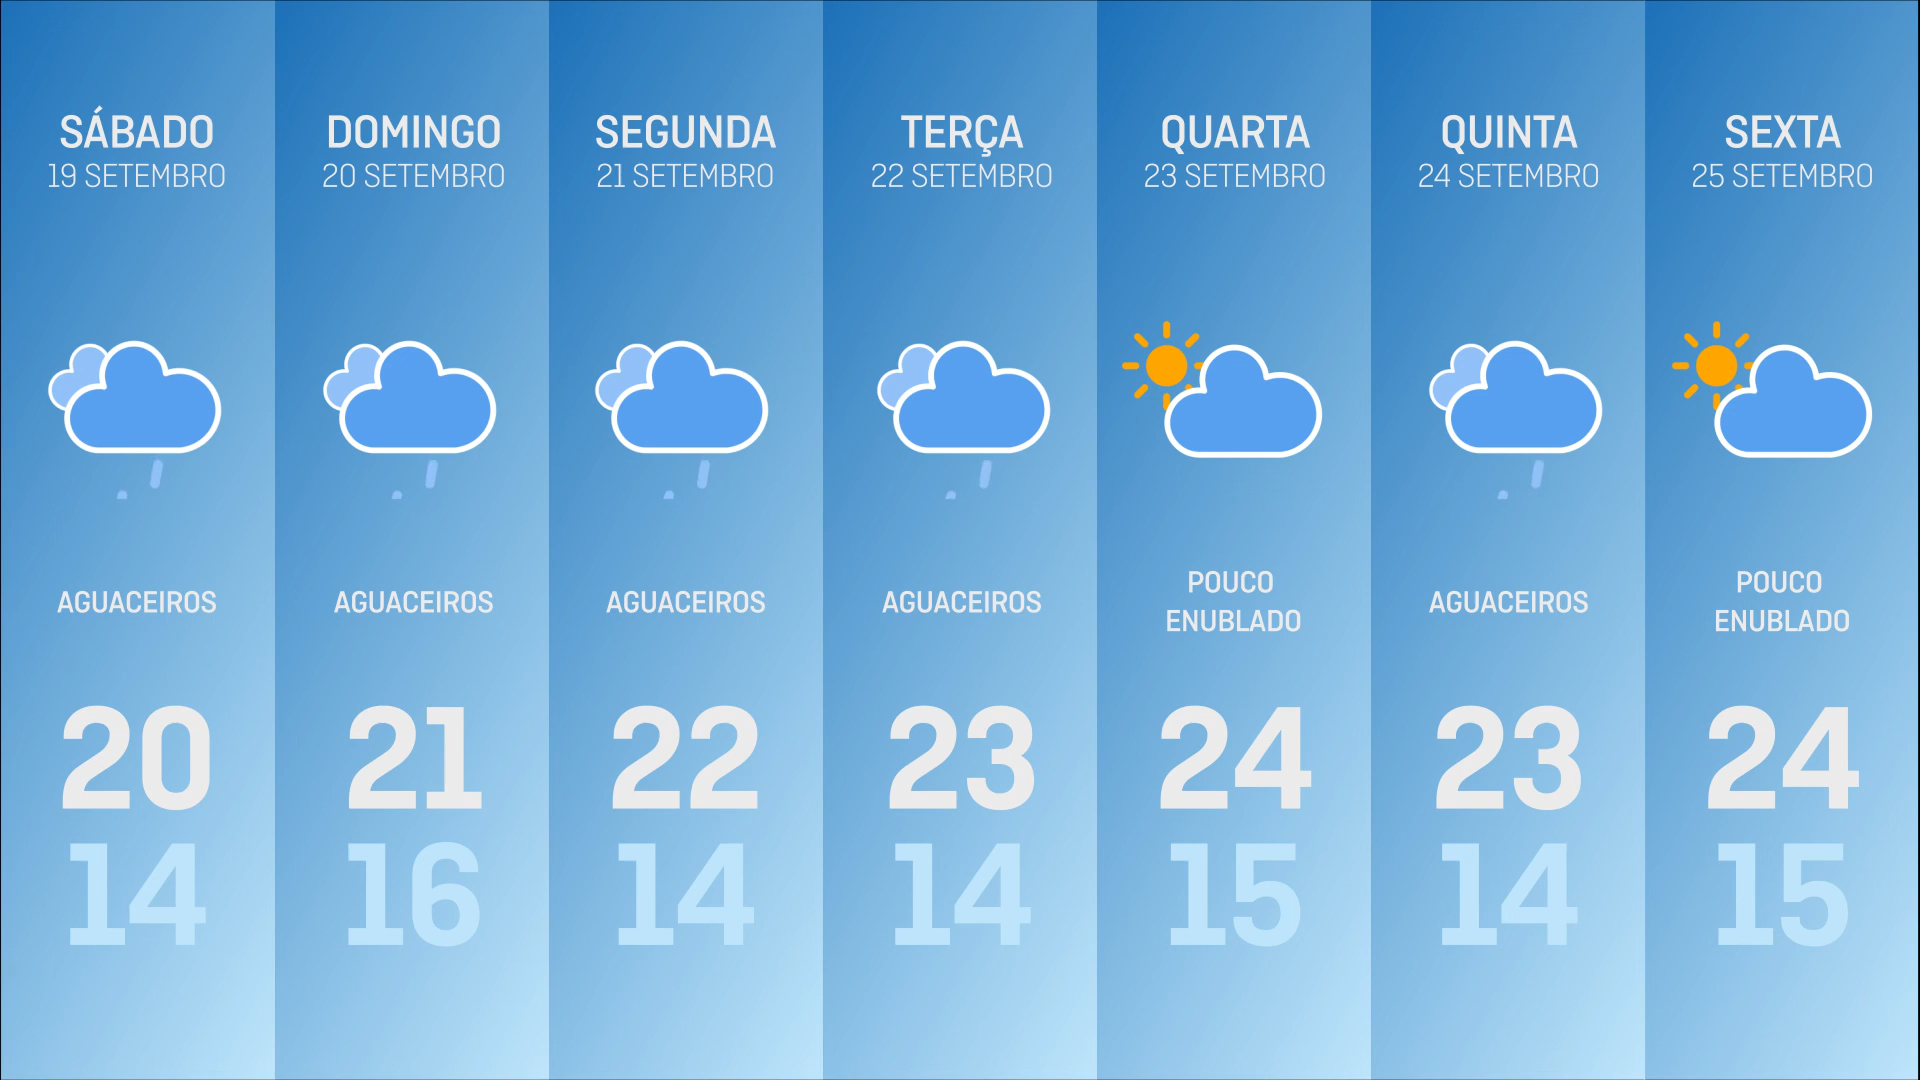 SÁBADO
19 SETEMBRO
AGUACEIROS
20
14
DOMINGO
20 SETEMBRO
AGUACEIROS
21
16
SEGUNDA
21 SETEMBRO
AGUACEIROS
22
14
TERÇA
22 SETEMBRO
AGUACEIROS
23
14
QUARTA
23 SETEMBRO
POUCO
ENUBLADO
24
15
QUINTA
24 SETEMBRO
AGUACEIROS
23
14
SEXTA
25 SETEMBRO
POUCO
ENUBLADO
24
15